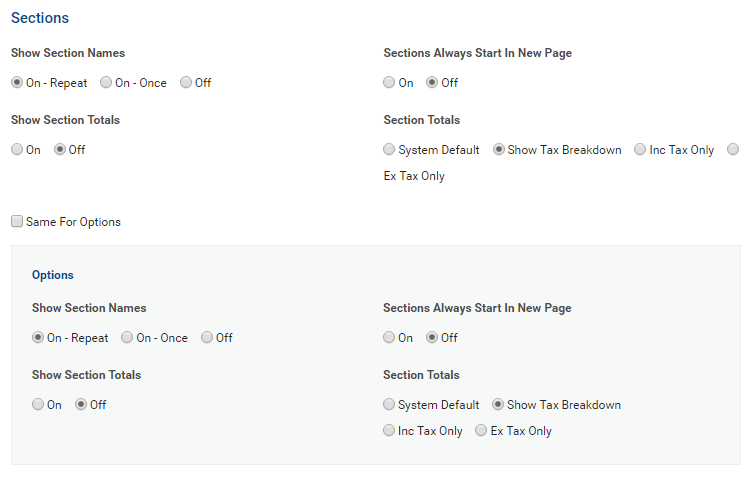 Sections
Show Section Names
Sections Always Start In New Page
On - Repeat On - Once Off
On Off
Show Section Totals
Section Totals
On Off
System Default Show Tax Breakdown Inc Tax Only
Ex Tax Only
Same For Options
Options
Show Section Names
Sections Always Start In New Page
On - Repeat On - Once Off
On Off
Show Section Totals
Section Totals
On Off
System Default Show Tax Breakdown
Inc Tax Only Ex Tax Only